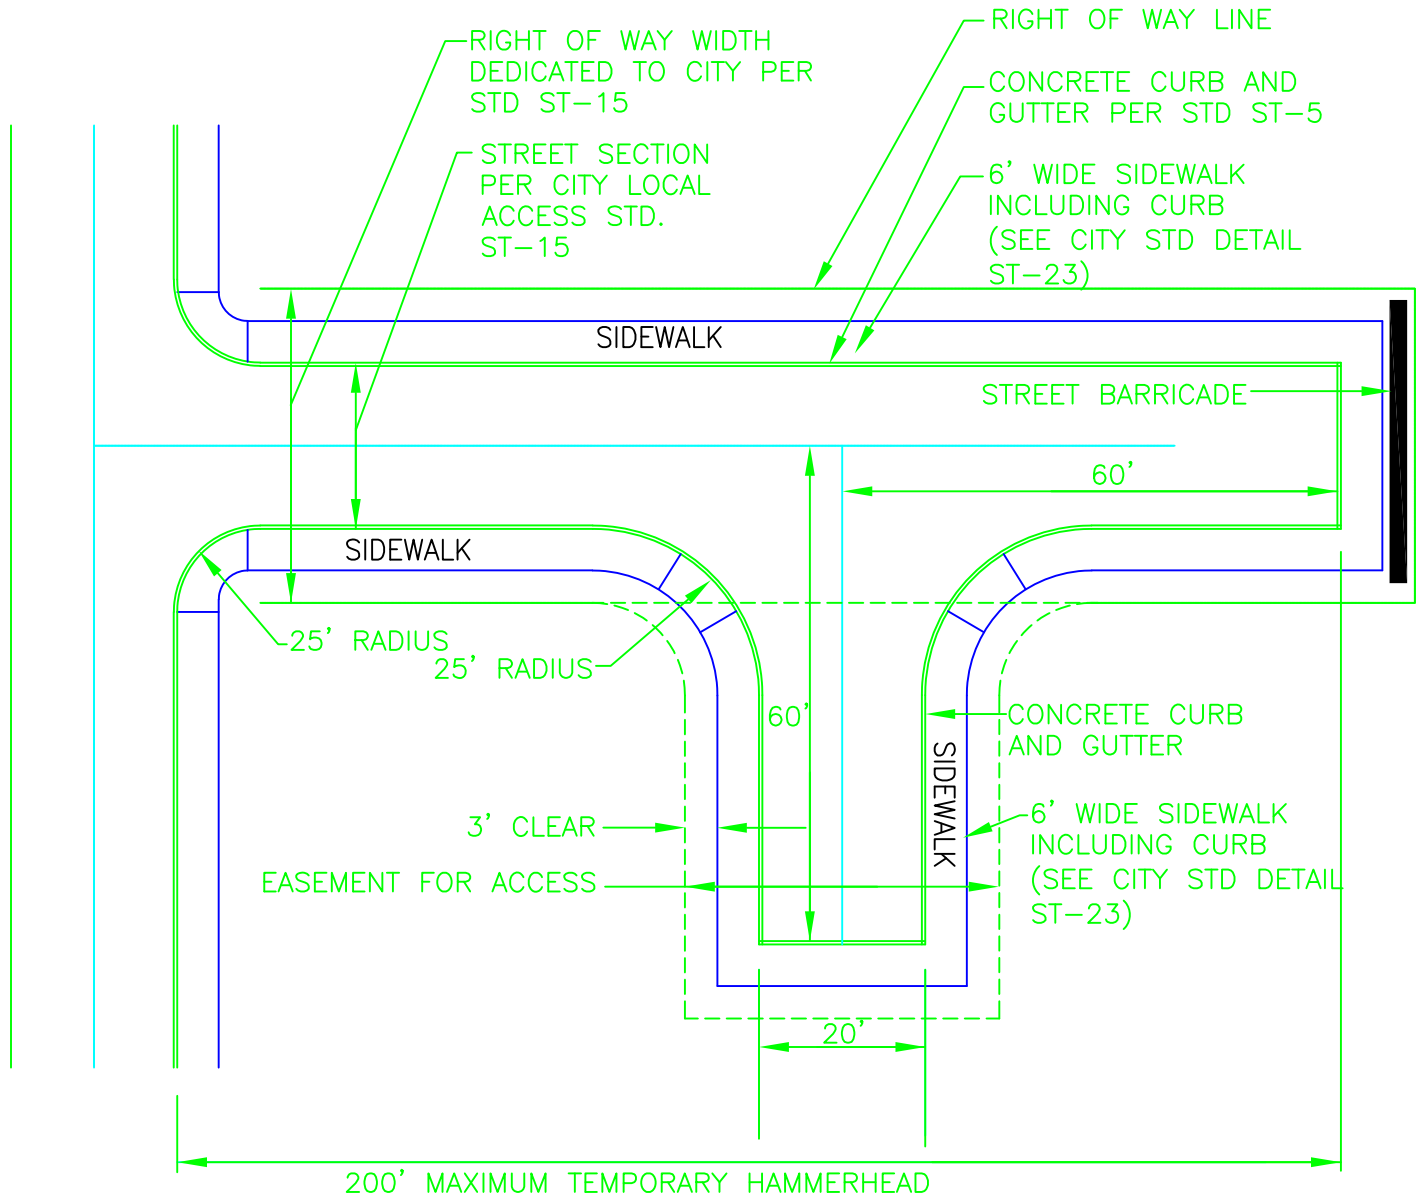 RIGHT OF WAY WIDTH
DEDICATED TO CITY PER
STD ST-15
RIGHT OF WAY LINE
CONCRETE CURB AND
GUTTER PER STD ST-5
STREET SECTION
PER CITY LOCAL
ACCESS STD.
ST-15
6' WIDE SIDEWALK
INCLUDING CURB
(SEE CITY STD DETAIL
ST-23)
SIDEWALK
STREET BARRICADE
60'
SIDEWALK
25' RADIUS
25' RADIUS
60'
CONCRETE CURB
AND GUTTER
SIDEWALK
3' CLEAR
6' WIDE SIDEWALK
INCLUDING CURB
(SEE CITY STD DETAIL
ST-23)
EASEMENT FOR ACCESS
20'
200' MAXIMUM TEMPORARY HAMMERHEAD